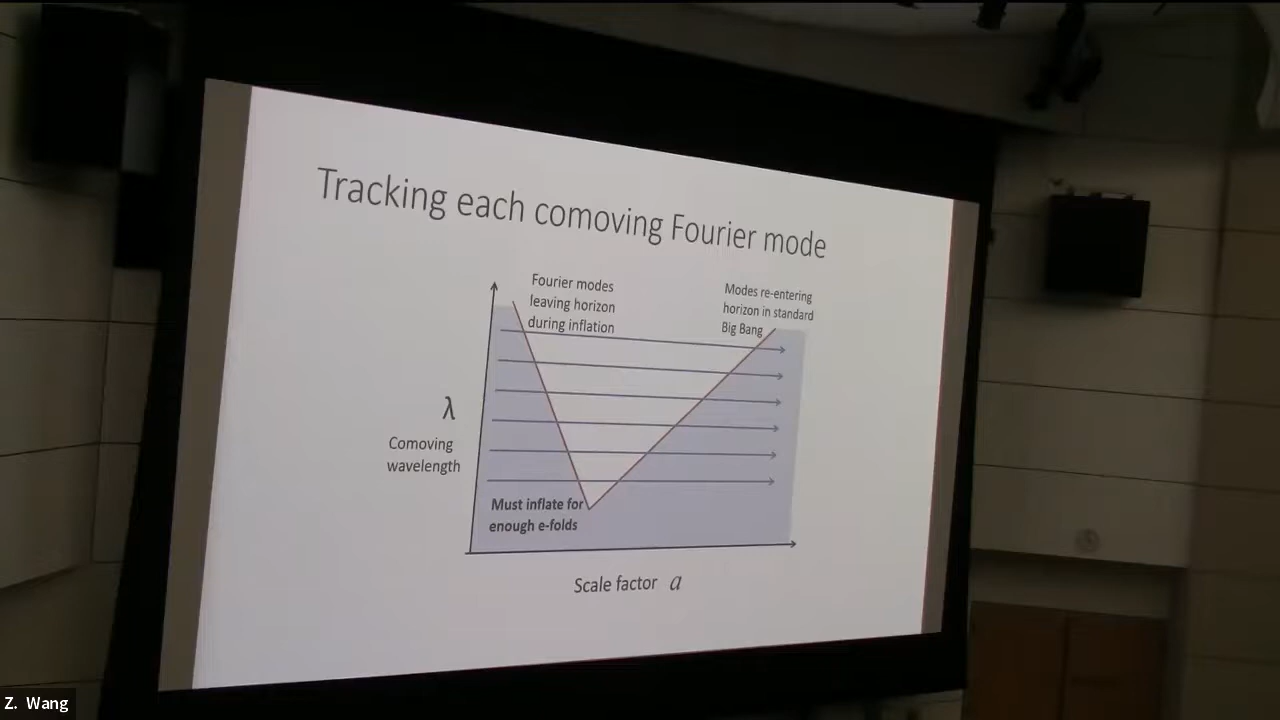 Tracking each comoving Fourier mode
Fourier modes
leaving horizon
during inflation
Modes re-entering
horizon in standard
Big Bang
λ
Comoving
wavelength
Must inflate for
enough e-folds
Scale factor a
Z. Wang